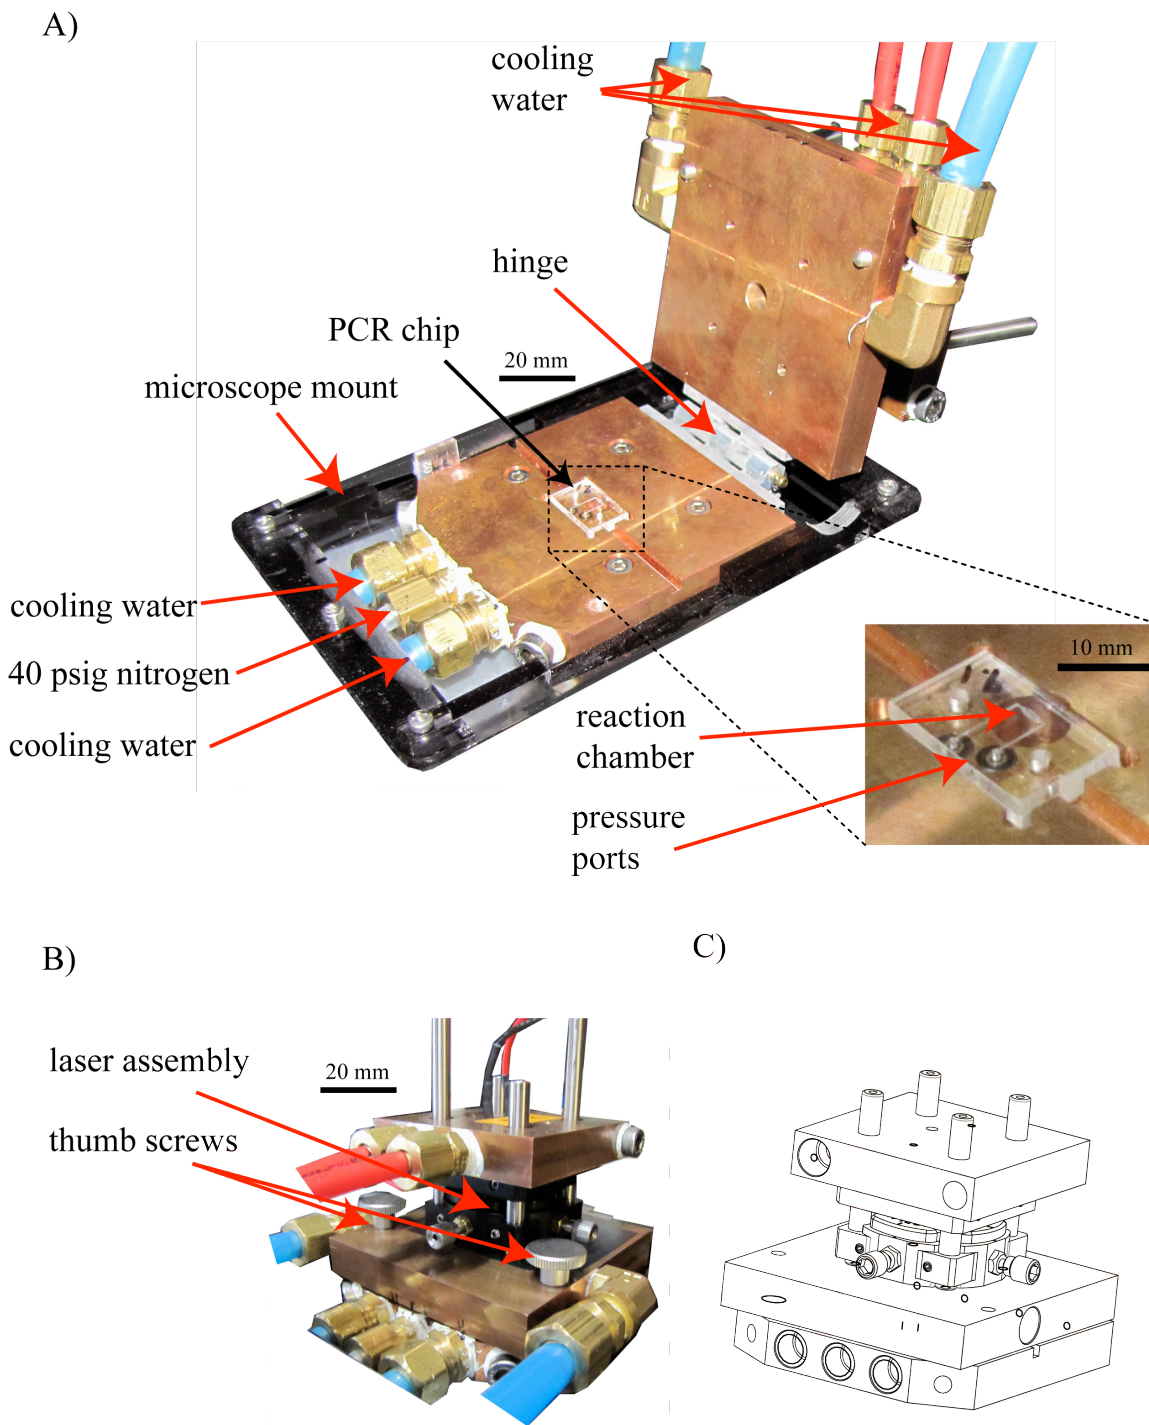 A)
cooling
water
hinge
PCR chip
20 mm
microscope mount
cooling water
40 psig nitrogen
cooling water
10 mm
reaction
chamber
pressure
ports
B)
C)
laser assembly
20 mm
thumb screws